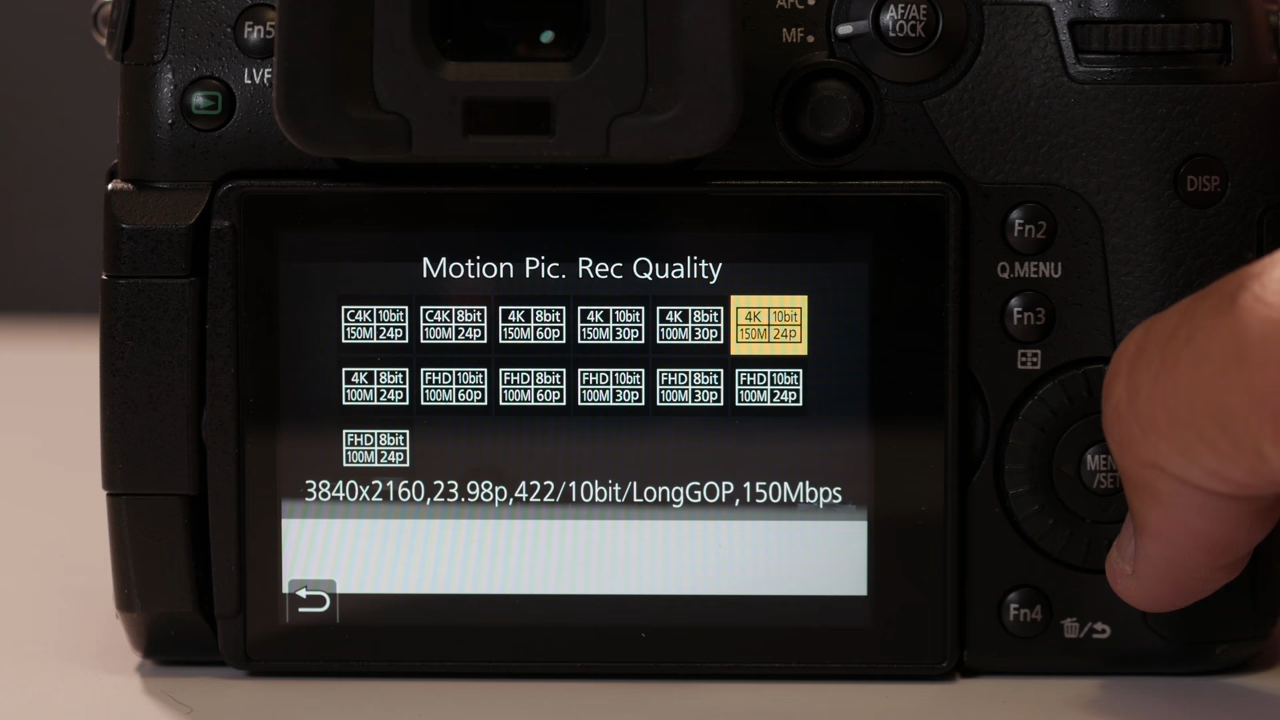 AFC
MF
AF/AE
LOCK
Fn5
LVF
DISP.
Fn2
Q.MENU
Fn3
Motion Pic. Rec Quality
C4K 10bit C4K 8bit 4K 8bit 4K 10bit 4K 8bit 4K 10bit
150M 24p 100M 24p 150M 60p 150M 30p 100M 30p 150M 24p
4K 8bit FHD 10bit FHD 8bit FHD 10bit FHD 8bit FHD 10bit
100M 24p 100M 60p 100M 60p 100M 30p 100M 30p 100M 24p
FHD 8bit
100M 24p
3840x2160,23.98p,422/10bit/LongGOP,150Mbps
/SET
Fn4